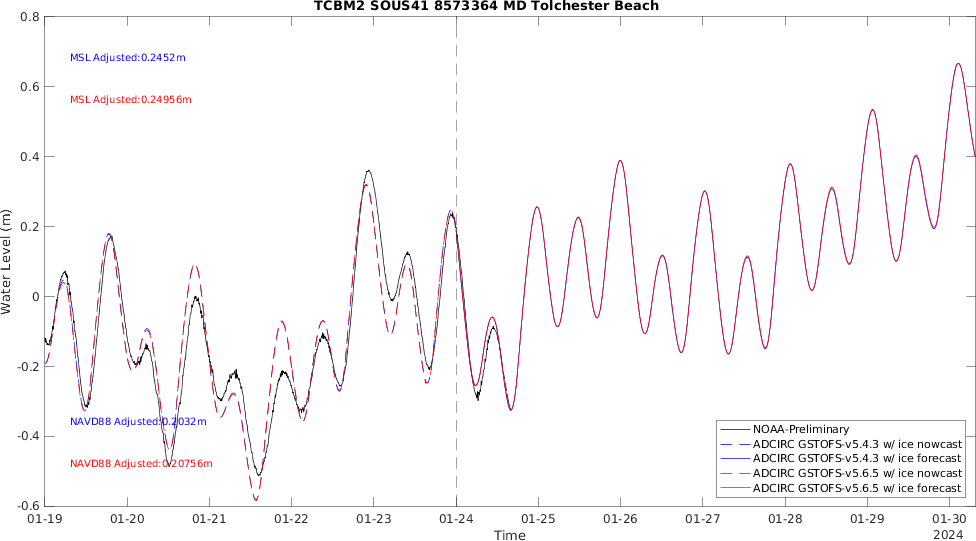 TCBM2 SOUS41 8573364 MD Tolchester Beach
0.8
MSL Adjusted:0.2452m
0.6
MSL Adjusted:0.24956m
0.4
0.2
Water Level (m)
0
-0.2
NAVD88 Adjusted:0.2032m
-0.4
NAVD88 Adjusted:0.20756m
-0.6
NOAA-Preliminary
ADCIRC GSTOFS-v5.4.3 w/ ice nowcast
ADCIRC GSTOFS-v5.4.3 w/ ice forecast
ADCIRC GSTOFS-v5.6.5 w/ ice nowcast
ADCIRC GSTOFS-v5.6.5 w/ ice forecast
01-19 01-20 01-21 01-22 01-23 01-24 01-25 01-26 01-27 01-28 01-29 01-30
Time
2024